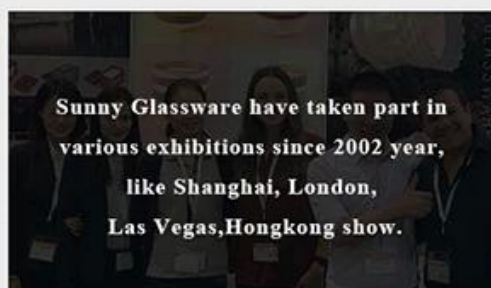 Sunny Glassware have taken part in
various exhibitions since 2002 year,
like Shanghai, London,
Las Vegas,Hongkong show.